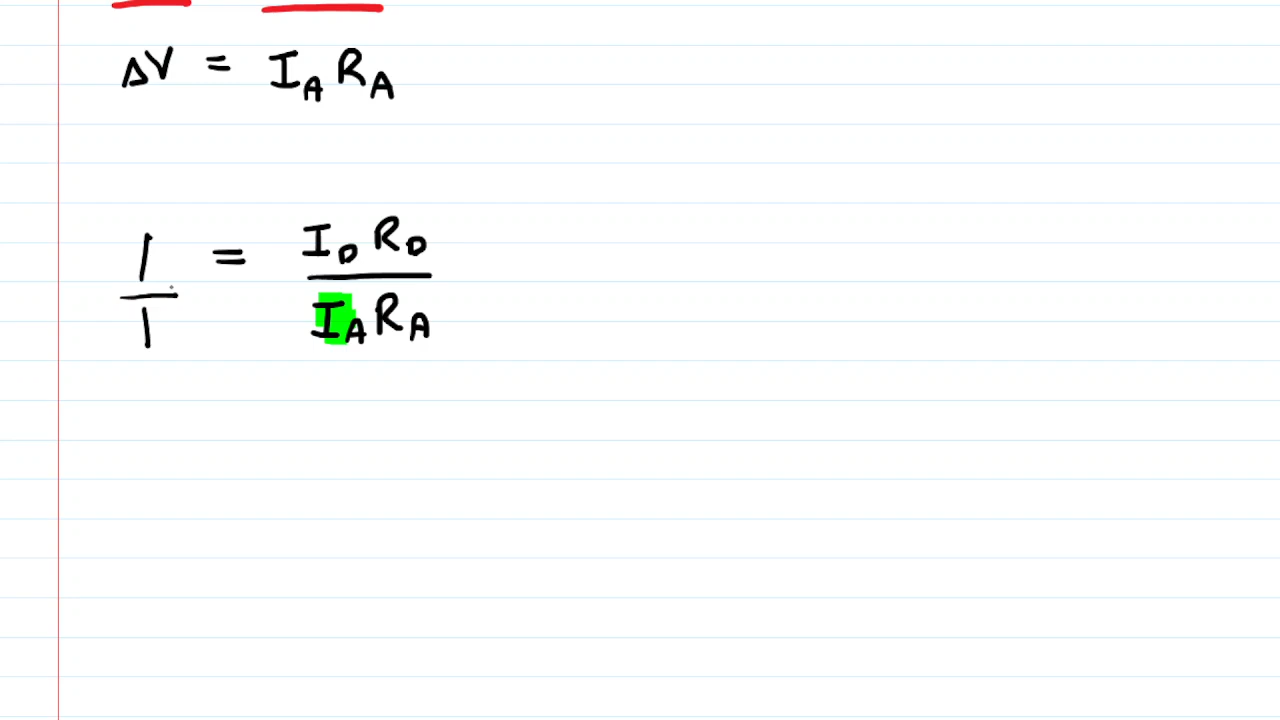 ΔV = I_A R_A
1/1 = I_D R_D / I_A R_A